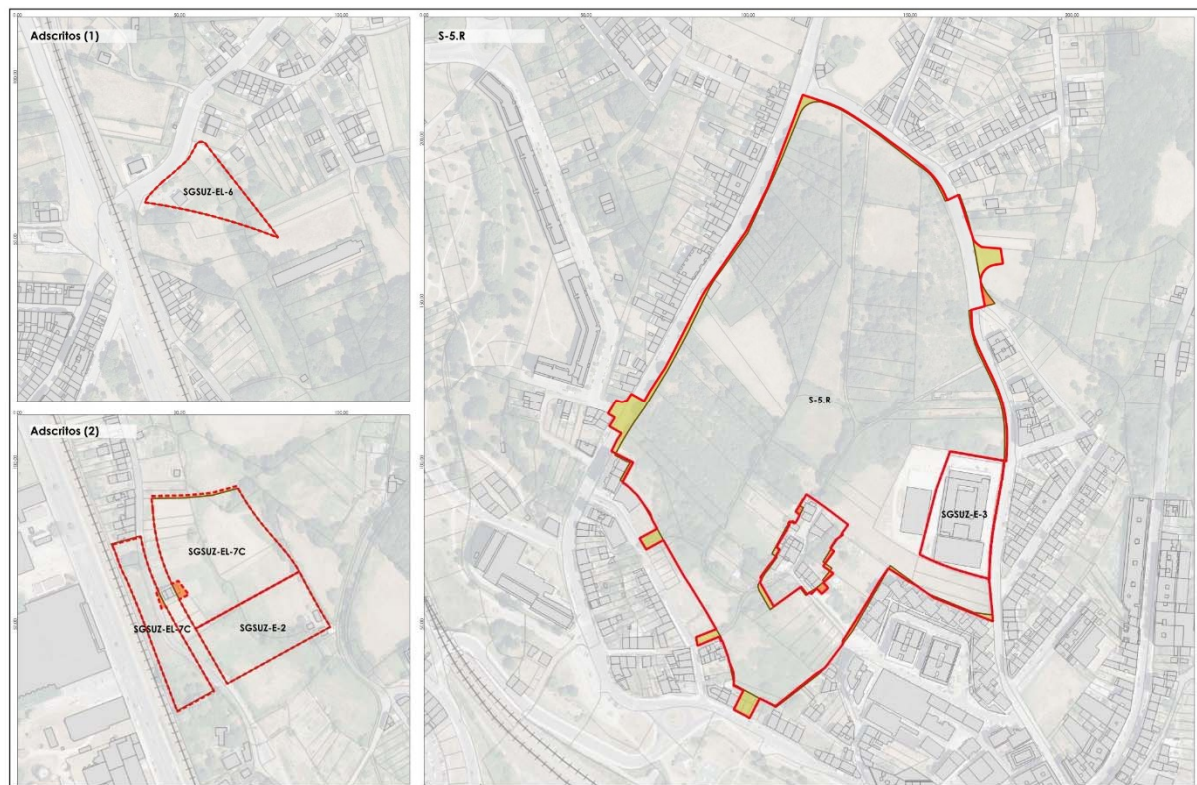 Adscritos (1)
SGSUZ-EL-6
Adscritos (2)
SGSUZ-EL-7C
SGSUZ-EL-7C
SGSUZ-E-2
S-5.R
S-5.R
SGSUZ-E-3